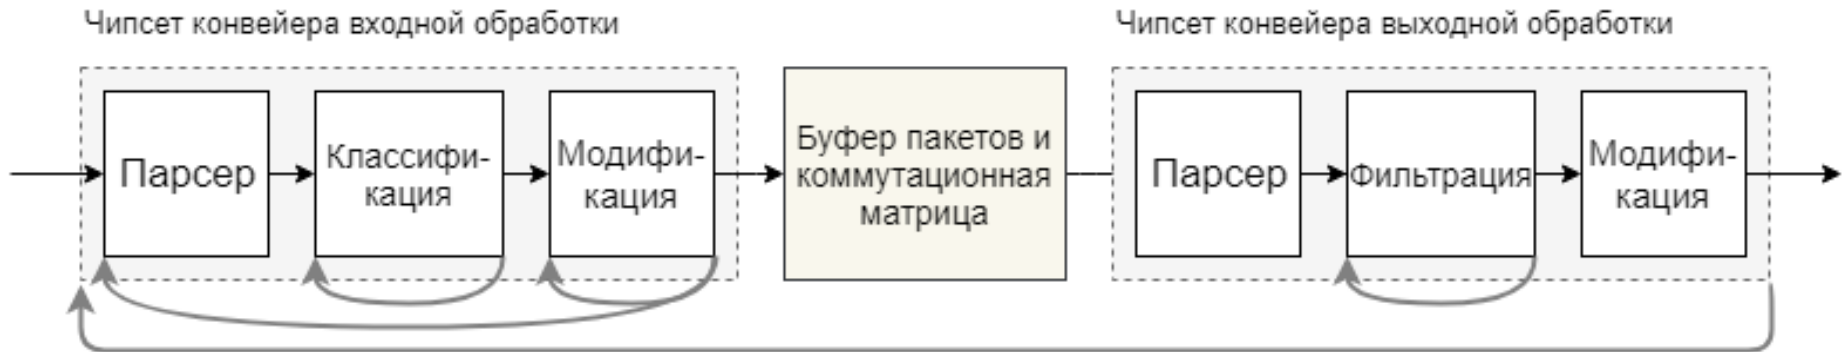 Чипсет конвейера входной обработки
Чипсет конвейера выходной обработки
Парсер
Классифи-
кация
Модифи-
кация
Буфер пакетов и
коммутационная
матрица
Парсер
Фильтрация
Модифи-
кация